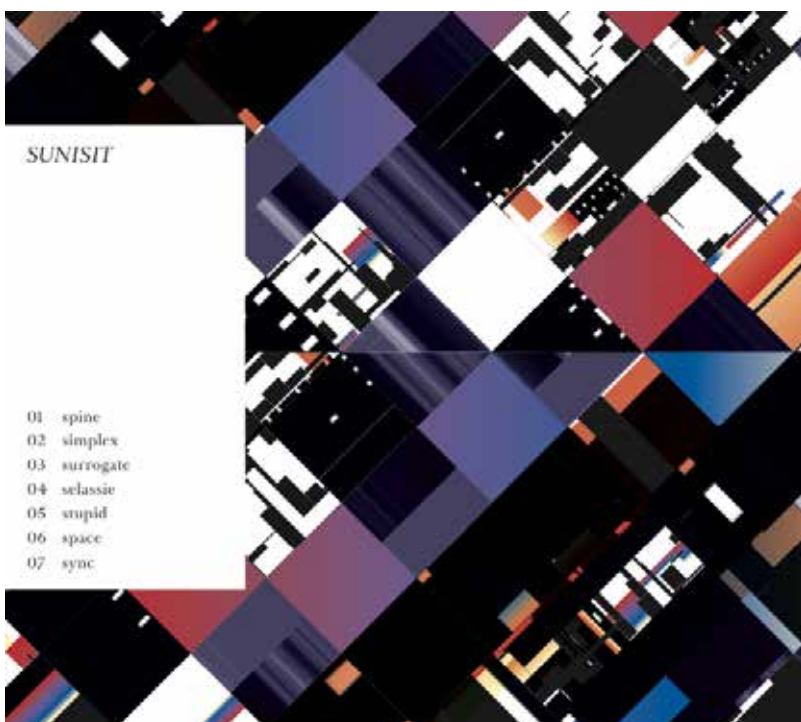 SUNISIT
01 spine
02 simplex
03 surrogate
04 selassie
05 stupid
06 space
07 sync